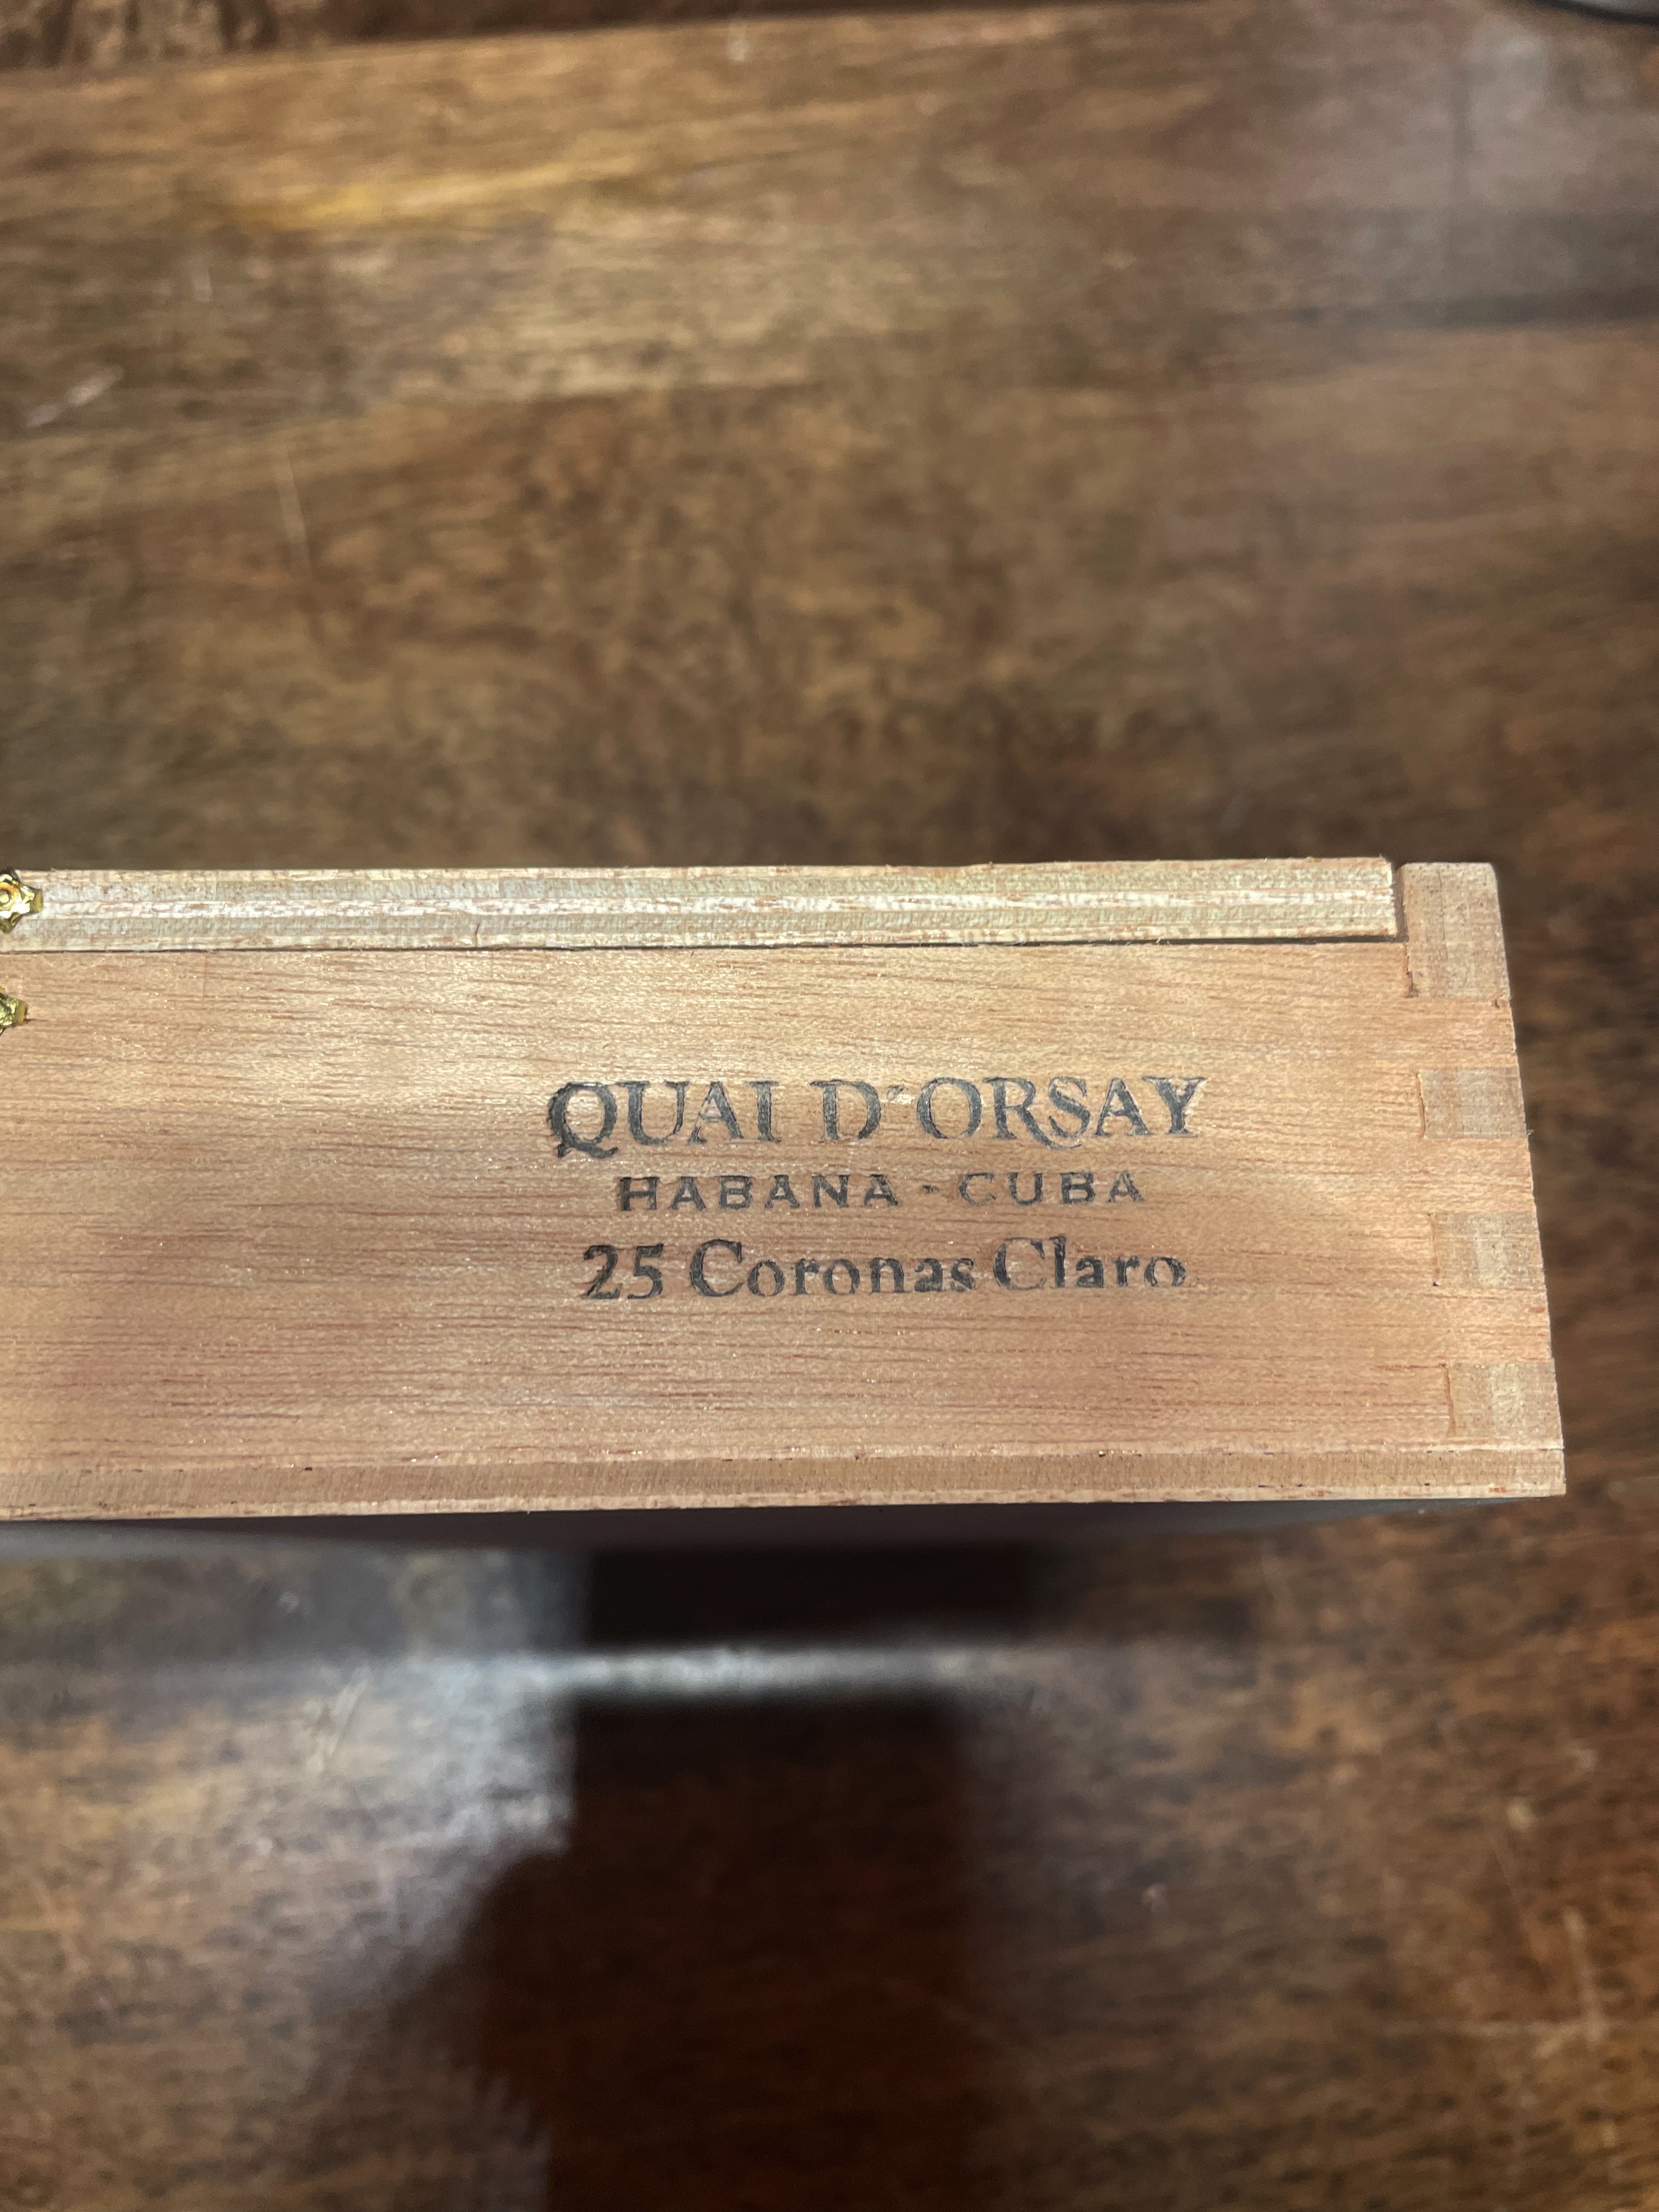 QUAI D'ORSAY
HABANA - CUBA
25 Coronas Claro